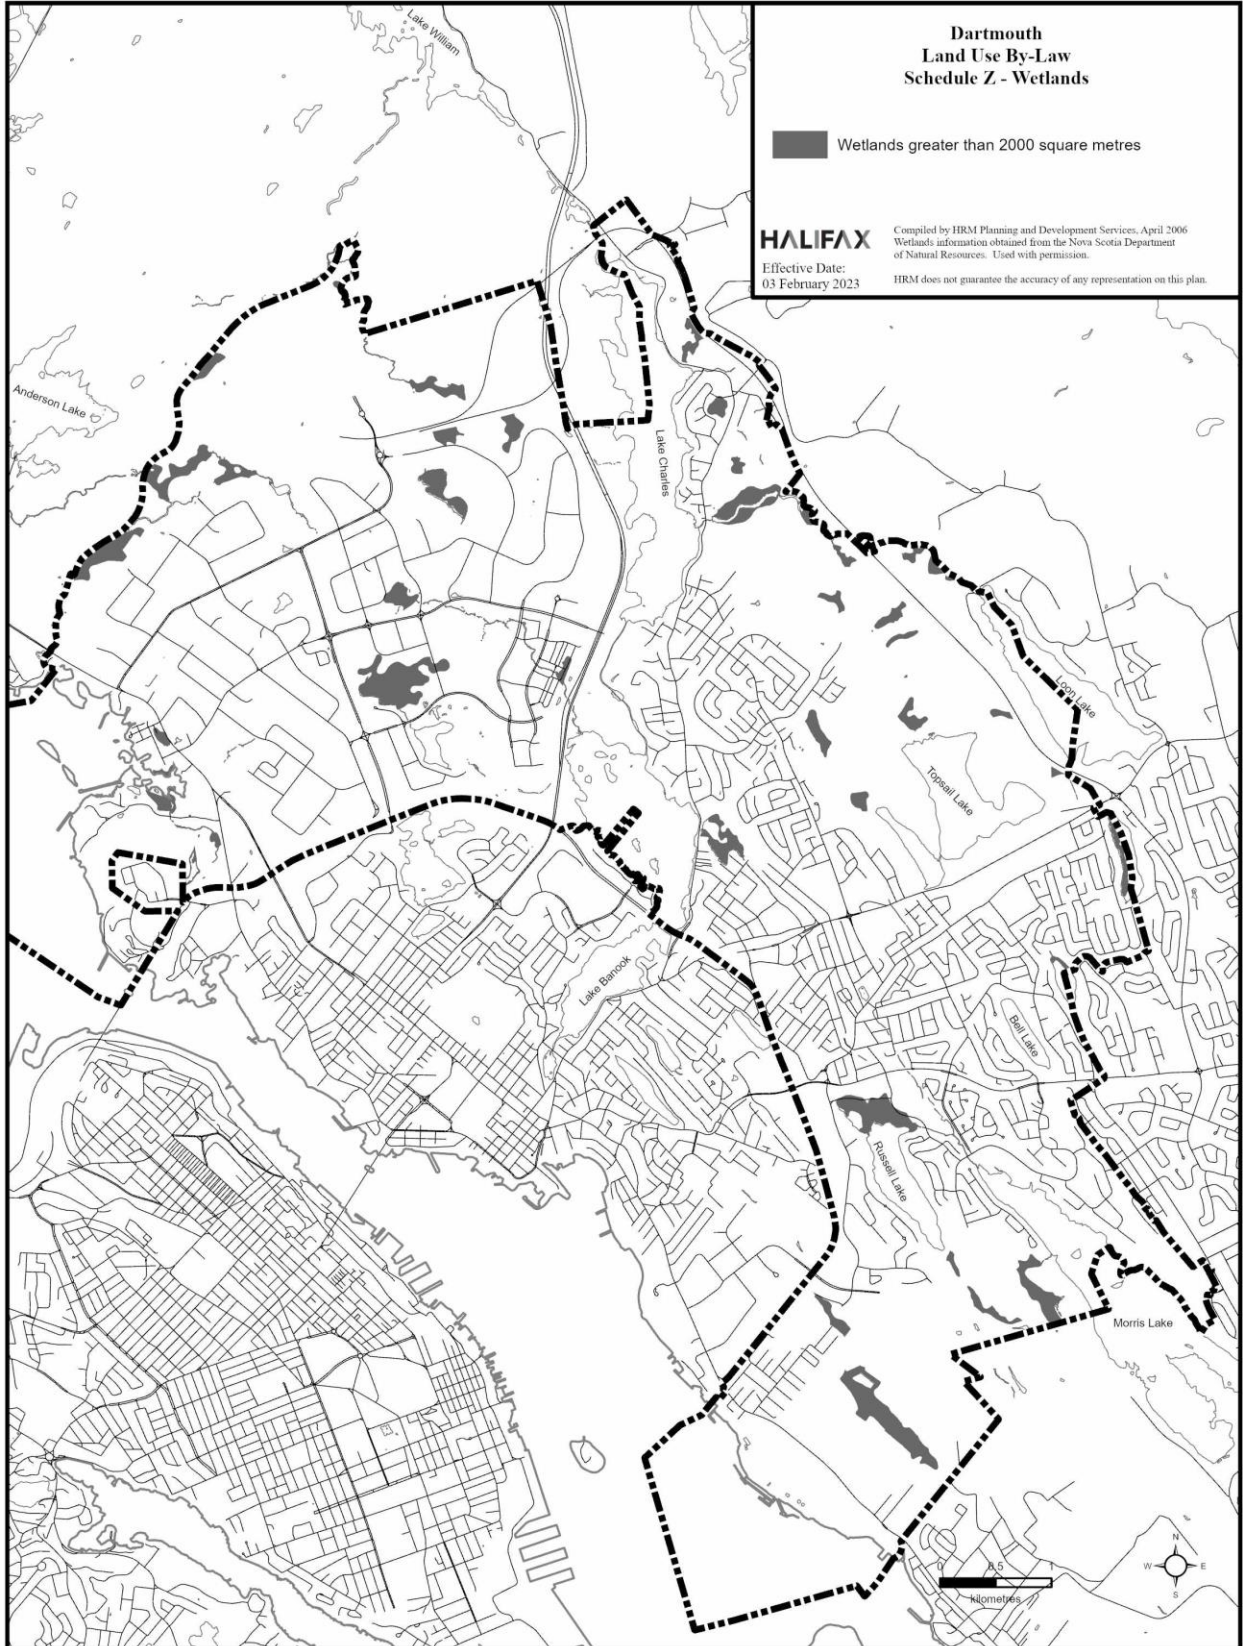 Dartmouth
Land Use By-Law
Schedule Z - Wetlands
Wetlands greater than 2000 square metres
HALIFAX
Effective Date:
03 February 2023
Compiled by HRM Planning and Development Services, April 2006
Wetlands information obtained from the Nova Scotia Department
of Natural Resources. Used with permission.
HRM does not guarantee the accuracy of any representation on this plan.
Lake William
Anderson Lake
Lake Charles
Loon Lake
Topsail Lake
Lake Banook
Bell Lake
Russell Lake
Morris Lake
N
W E
S
0 0.5 1
kilometres